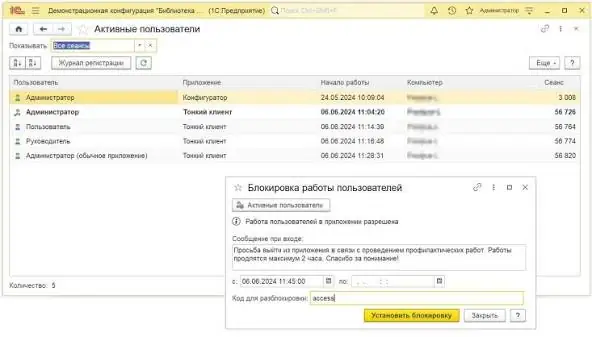 Демонстрационная конфигурация "Библиотека ... (1С:Предприятие)
Поиск Ctrl+Shift+F
Администратор
Активные пользователи
Показывать:
Все сеансы
Журнал регистрации
Еще
?
Пользователь Приложение Начало работы Компьютер Сеанс
Администратор Конфигуратор 24.05.2024 10:09:04 3 008
Администратор Тонкий клиент 06.06.2024 11:04:20 56 726
Пользователь Тонкий клиент 06.06.2024 11:14:39 56 764
Руководитель Тонкий клиент 06.06.2024 11:16:48 56 774
Администратор (обычное приложение) Тонкий клиент 06.06.2024 11:28:31 56 820
Количество: 5
Блокировка работы пользователей
Активные пользователи
Работа пользователей в приложении разрешена
Сообщение при входе:
Просьба выйти из приложения в связи с проведением профилактических работ. Работы
продлятся максимум 2 часа. Спасибо за понимание!
с: 06.06.2024 11:45:00 по: . . : :
Код для разблокировки: access
Установить блокировку
Закрыть
?